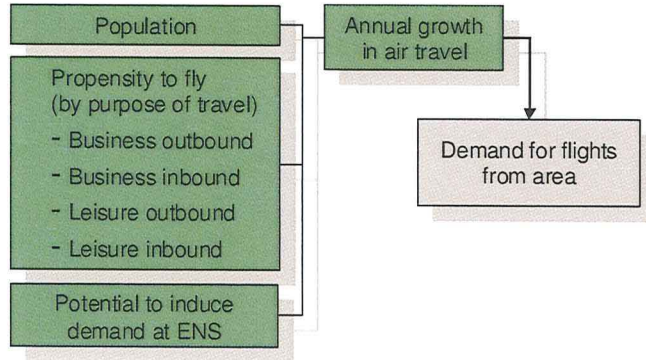 Population
Propensity to fly
(by purpose of travel)
- Business outbound
- Business inbound
- Leisure outbound
- Leisure inbound
Potential to induce
demand at ENS
Annual growth
in air travel
Demand for flights
from area